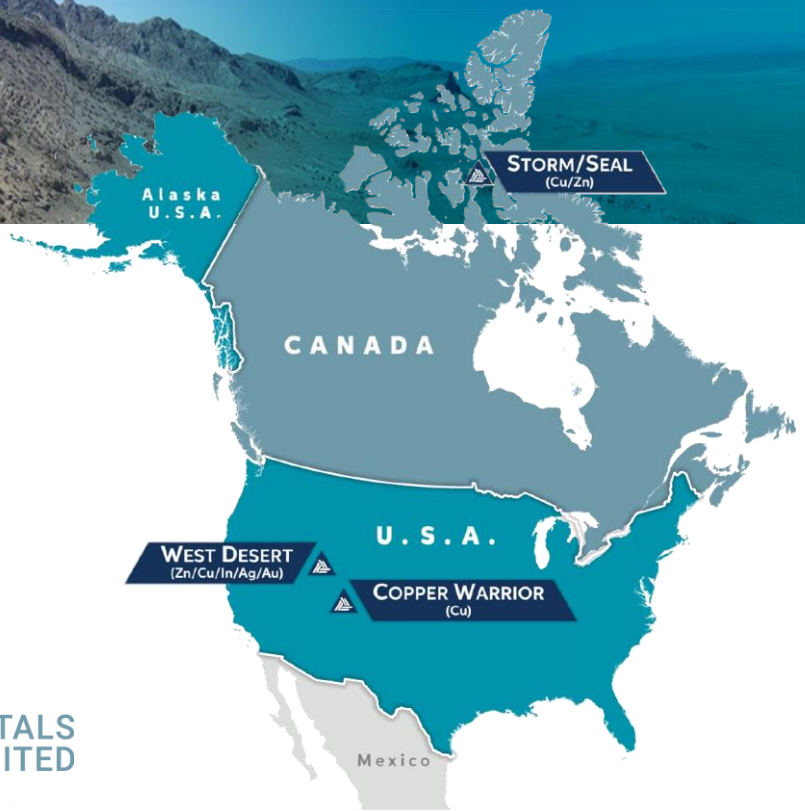 STORM/SEAL
(Cu/Zn)
Alaska
U.S.A.
CANADA
U.S.A.
WEST DESERT
(Zn/Cu/In/Ag/Au)
COPPER WARRIOR
(Cu)
TALS
ITED
Mexico